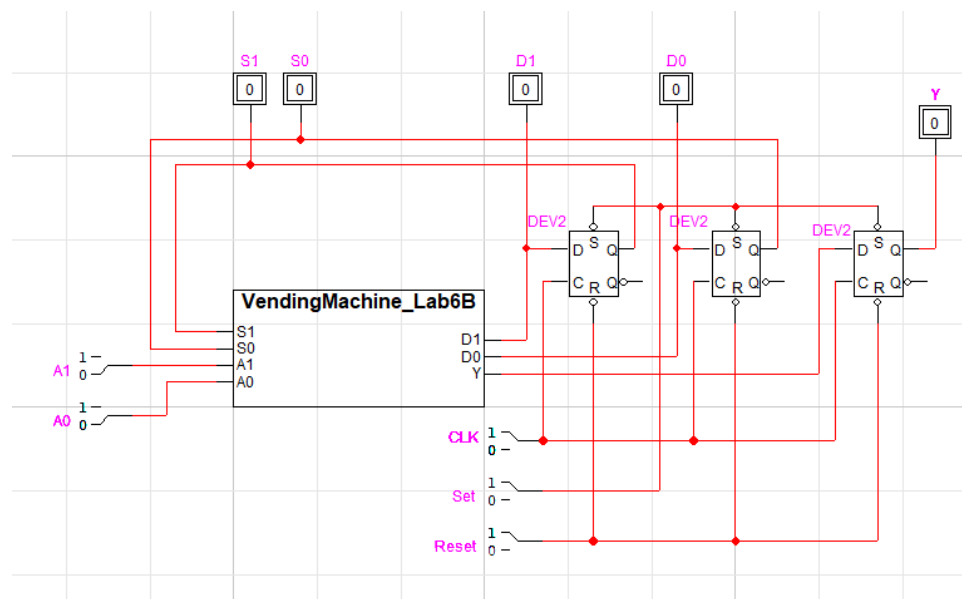 S1 S0 D1 D0
0 0 0 0
Y
0
DEV2 DEV2 DEV2
D S Q D S Q D S Q
C R Q C R Q C R Q
VendingMachine_Lab6B
S1 D1
S0 D0
A1 Y
A0
A1 1 0
A0 1 0
CLK 1 0
Set 1 0
Reset 1 0